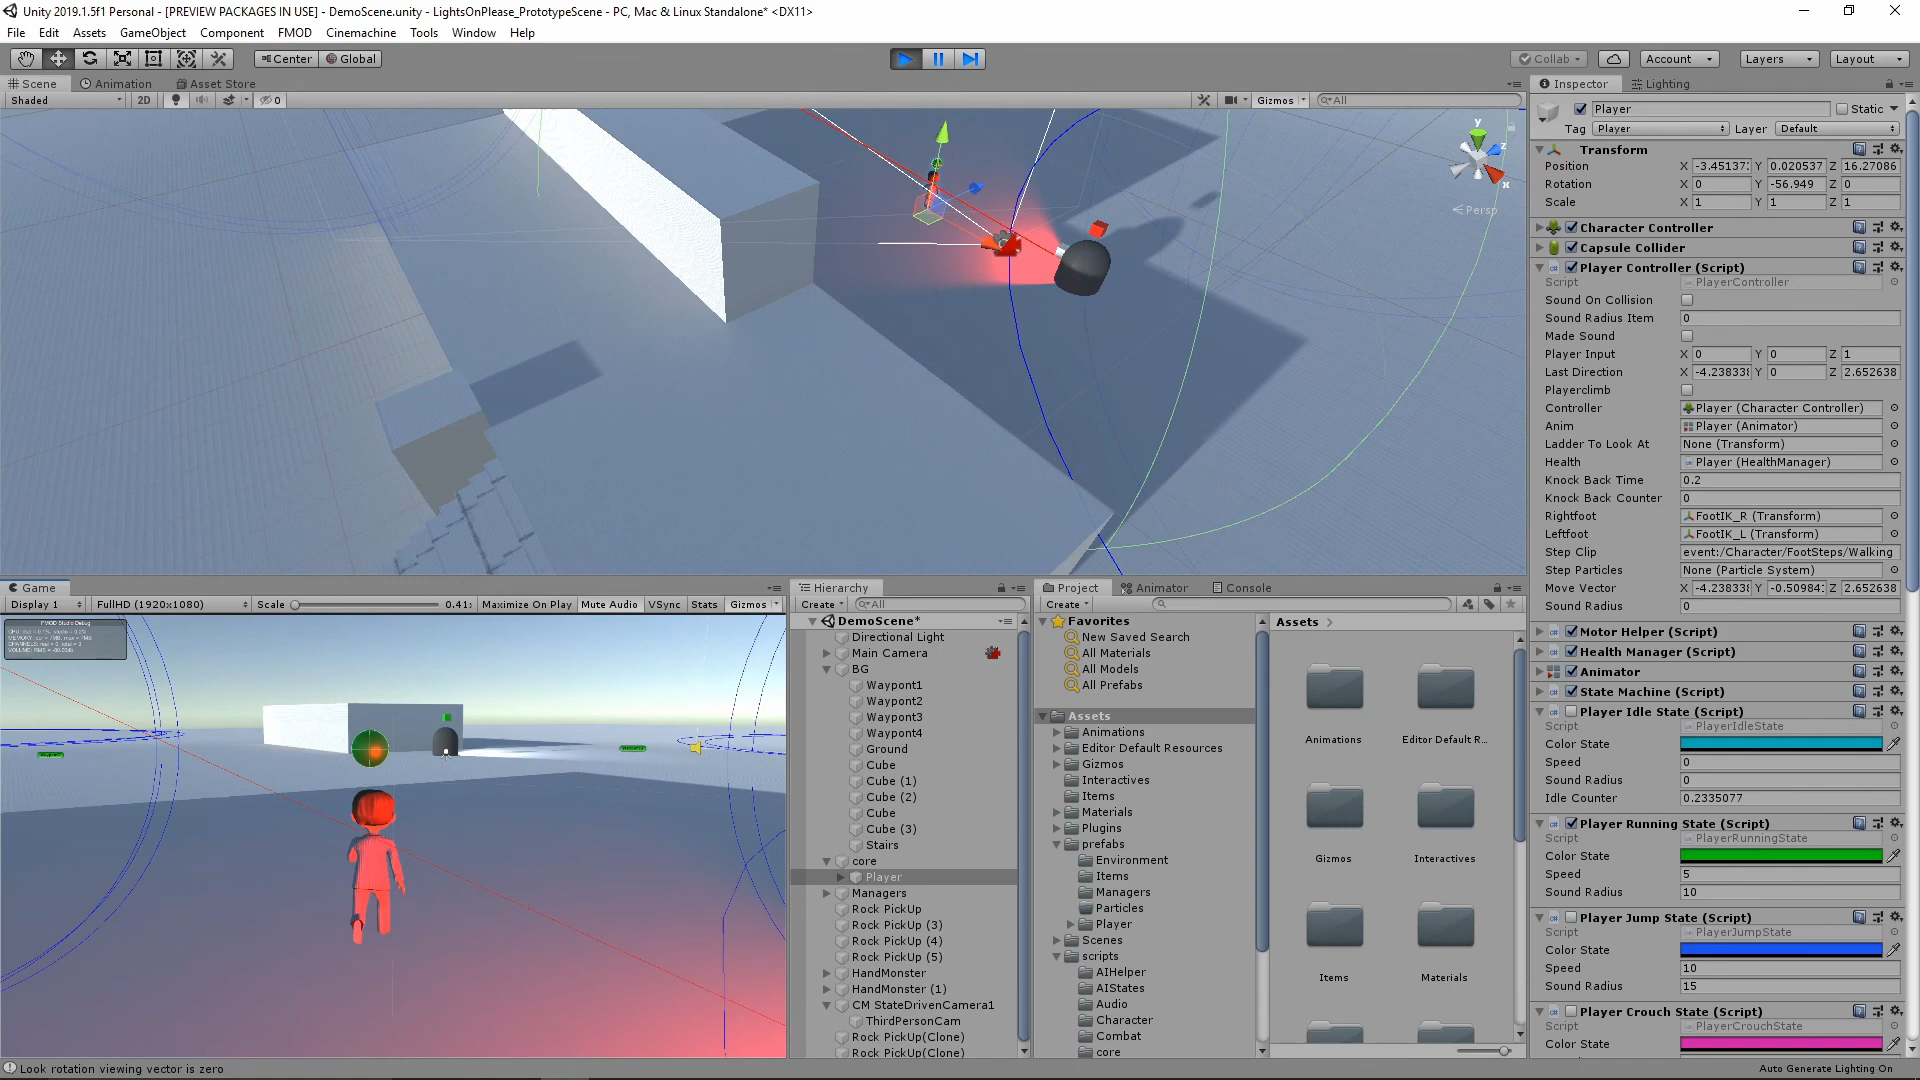 Unity 2019.1.5f1 Personal - [PREVIEW PACKAGES IN USE] - DemoScene.unity - LightsOnPlease_PrototypeScene - PC, Mac & Linux Standalone* <DX11>
File Edit Assets GameObject Component FMOD Cinemachine Tools Window Help
Center Global Collab Account Layers Layout
Scene Animation Asset Store
Shaded 2D 0 Gizmos All
y
z
x
Persp
Inspector Lighting
Player Static
Tag Player Layer Default
Transform
Position X -3.451373 Y 0.020537 Z 16.27086
Rotation X 0 Y -56.949 Z 0
Scale X 1 Y 1 Z 1
Character Controller
Capsule Collider
Player Controller (Script)
Script PlayerController
Sound On Collision
Sound Radius Item 0
Made Sound
Player Input X 0 Y 0 Z 1
Last Direction X -4.238338 Y 0 Z 2.652638
Playerclimb
Controller Player (Character Controller)
Anim Player (Animator)
Ladder To Look At None (Transform)
Health Player (HealthManager)
Knock Back Time 0.2
Knock Back Counter 0
Rightfoot FootIK_R (Transform)
Leftfoot FootIK_L (Transform)
Step Clip event:/Character/FootSteps/Walking
Step Particles None (Particle System)
Move Vector X -4.238338 Y -0.50984 Z 2.652638
Sound Radius 0
Motor Helper (Script)
Health Manager (Script)
Animator
State Machine (Script)
Player Idle State (Script)
Script PlayerIdleState
Color State
Speed 0
Sound Radius 0
Idle Counter 0.2335077
Player Running State (Script)
Script PlayerRunningState
Color State
Speed 5
Sound Radius 10
Player Jump State (Script)
Script PlayerJumpState
Color State
Speed 10
Sound Radius 15
Player Crouch State (Script)
Script PlayerCrouchState
Color State
Game
Display 1 FullHD (1920x1080) Scale 0.41 Maximize On Play Mute Audio VSync Stats Gizmos
FMOD Studio Debug
Hierarchy
Create All
DemoScene*
Directional Light
Main Camera
BG
Waypont1
Waypont2
Waypont3
Waypont4
Ground
Cube
Cube (1)
Cube (2)
Cube
Cube (3)
Stairs
core
Player
Managers
Rock PickUp
Rock PickUp (3)
Rock PickUp (4)
Rock PickUp (5)
HandMonster
HandMonster (1)
CM StateDrivenCamera1
ThirdPersonCam
Rock PickUp(Clone)
Rock PickUp(Clone)
Project Animator Console
Create
Favorites
New Saved Search
All Materials
All Models
All Prefabs
Assets
Animations
Editor Default Resources
Gizmos
Interactives
Items
Materials
Plugins
prefabs
Environment
Items
Managers
Particles
Player
Scenes
scripts
AIHelper
AIStates
Audio
Character
Combat
core
Assets
Animations Editor Default R...
Gizmos Interactives
Items Materials
Look rotation viewing vector is zero
Auto Generate Lighting On